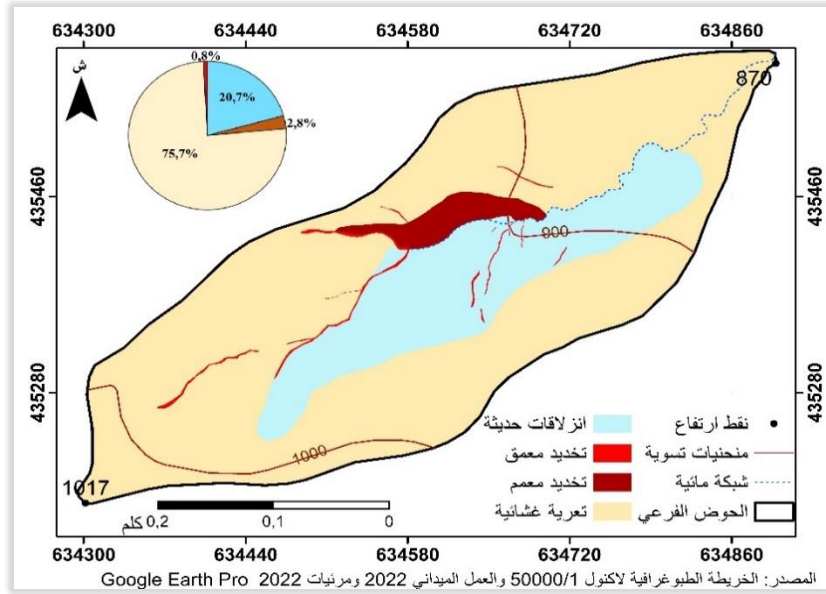 634300 634440 634580 634720 634860
ش
0,8%
20,7%
2,8%
75,7%
870
435460 435460
900
435280 435280
1000
1017
نقط ارتفاع انزلاقات حديثة
منحنيات تسوية تخديد معمق
شبكة مائية تخديد معمم
الحوض الفرعي تعرية غشائية
0,2 0,1 0
كلم
634300 634440 634580 634720 634860
المصدر: الخريطة الطبوغرافية لاكنول 50000/1 والعمل الميداني 2022 ومرئيات Google Earth Pro 2022